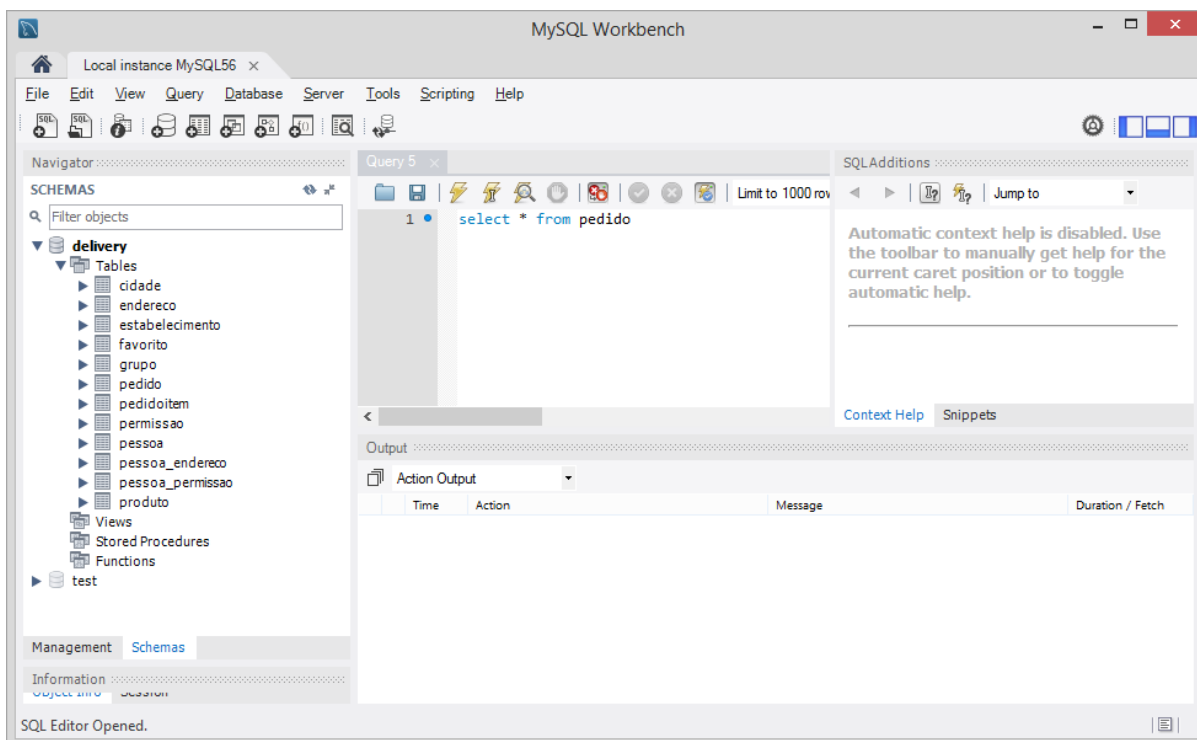 MySQL Workbench
Local instance MySQL56
File Edit View Query Database Server Tools Scripting Help
Navigator
SCHEMAS
Filter objects
delivery
Tables
cidade
endereco
estabelecimento
favorito
grupo
pedido
pedidoitem
permissao
pessoa
pessoa_endereco
pessoa_permissao
produto
Views
Stored Procedures
Functions
test
Management Schemas
Information
Object Info Session
Query 5
Limit to 1000 row
1 select * from pedido
SQLAdditions
Jump to
Automatic context help is disabled. Use
the toolbar to manually get help for the
current caret position or to toggle
automatic help.
Context Help Snippets
Output
Action Output
Time Action Message Duration / Fetch
SQL Editor Opened.